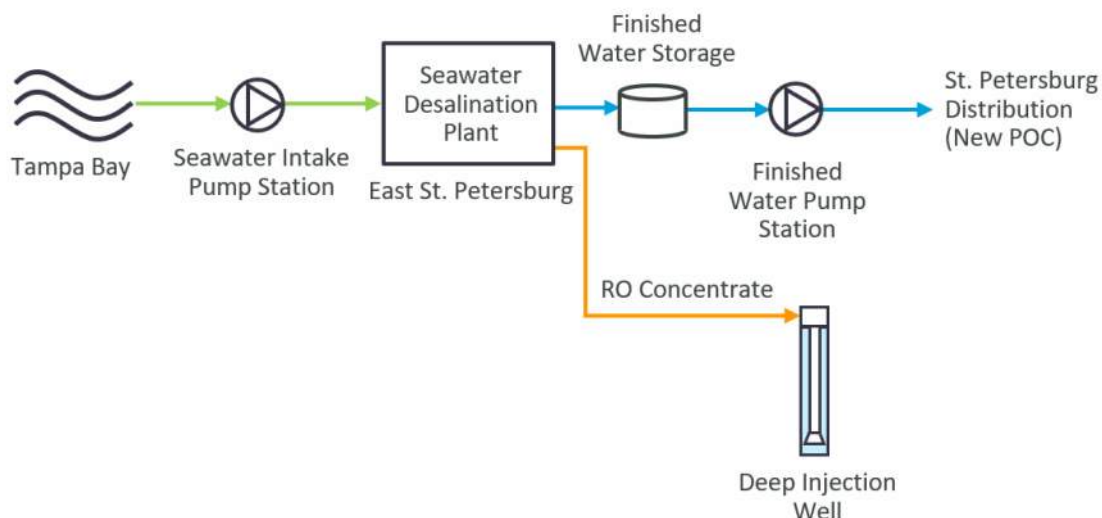 Tampa Bay
Seawater Intake
Pump Station
Seawater
Desalination
Plant
East St. Petersburg
Finished
Water Storage
Finished
Water Pump
Station
St. Petersburg
Distribution
(New POC)
RO Concentrate
Deep Injection
Well